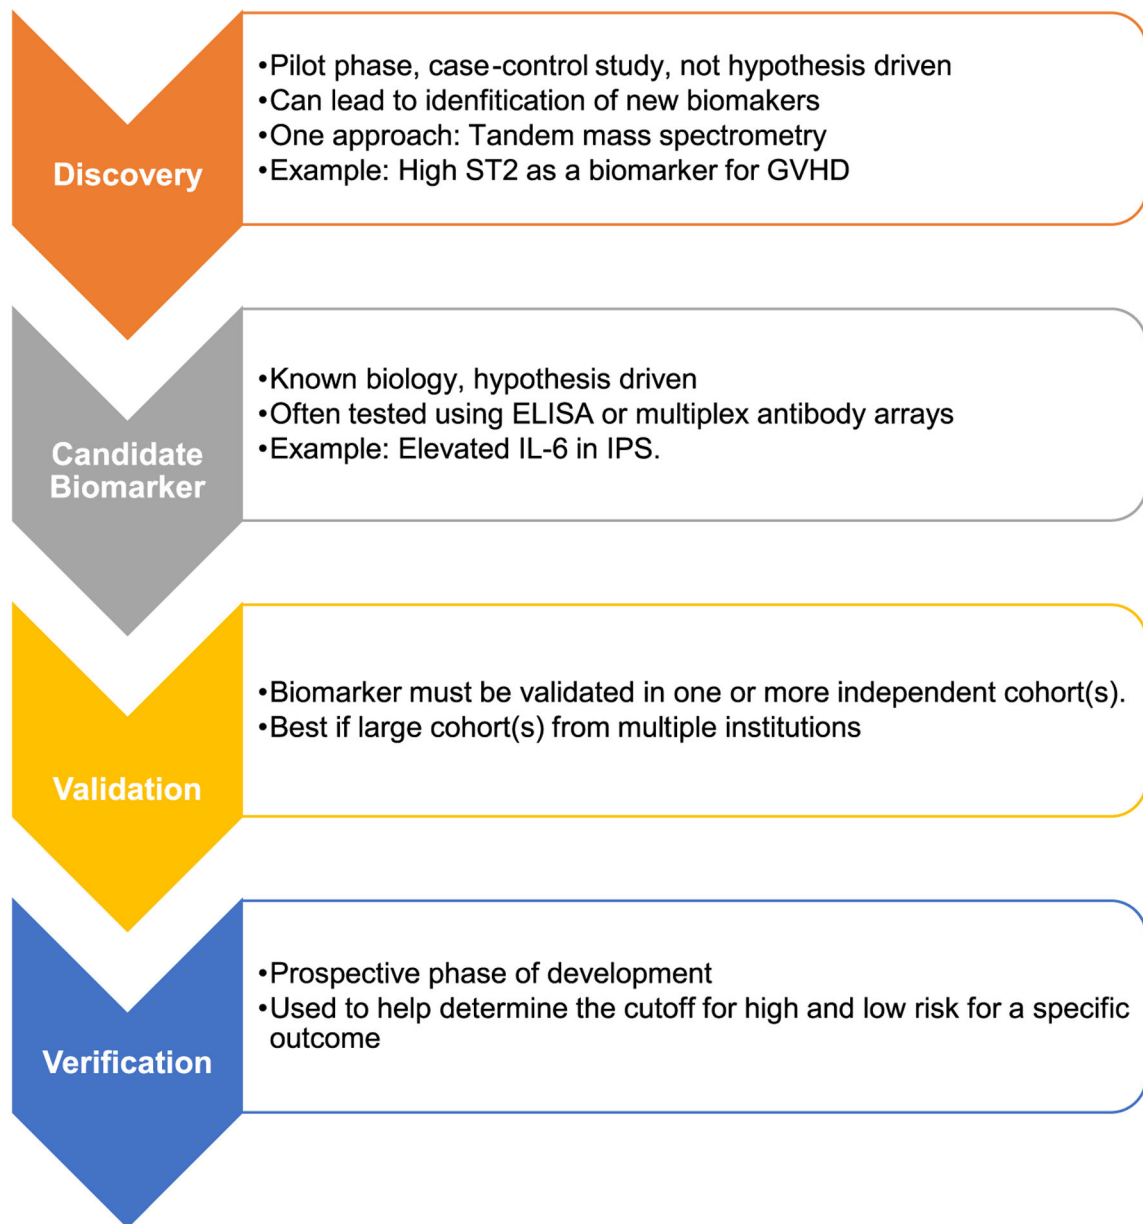 Discovery
•Pilot phase, case-control study, not hypothesis driven
•Can lead to idenfitication of new biomakers
•One approach: Tandem mass spectrometry
•Example: High ST2 as a biomarker for GVHD
Candidate
Biomarker
•Known biology, hypothesis driven
•Often tested using ELISA or multiplex antibody arrays
•Example: Elevated IL-6 in IPS.
Validation
•Biomarker must be validated in one or more independent cohort(s).
•Best if large cohort(s) from multiple institutions
Verification
•Prospective phase of development
•Used to help determine the cutoff for high and low risk for a specific
outcome